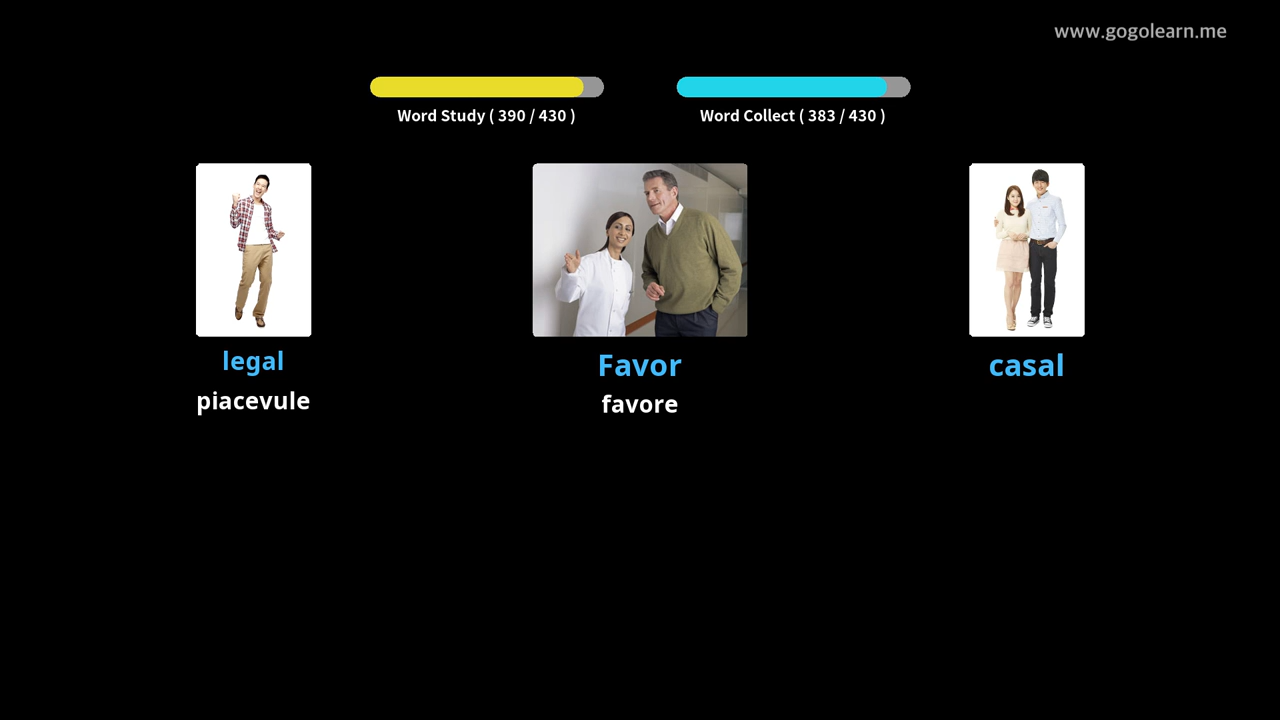 www.gogolearn.me
Word Study ( 390 / 430 )
Word Collect ( 383 / 430 )
legal
piacevule
Favor
favore
casal